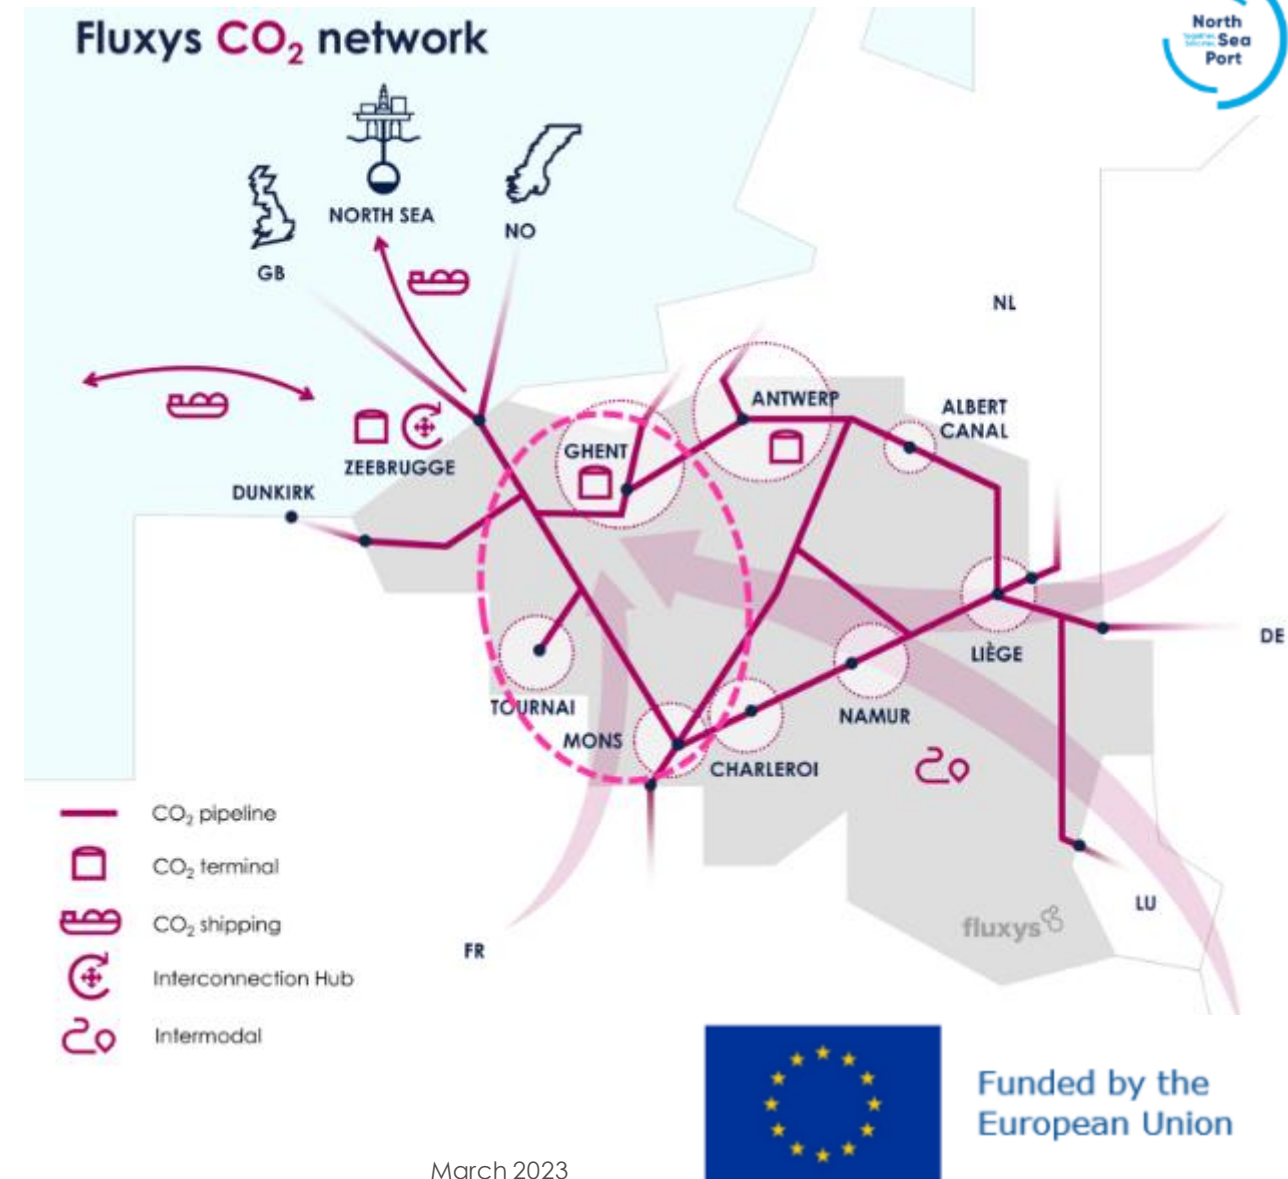 Fluxys CO₂ network
North
Sea
Port
NORTH SEA
NO
GB
NL
ANTWERP
ALBERT
CANAL
GHENT
ZEEBRUGGE
DUNKIRK
DE
LIÈGE
TOURNAI
NAMUR
MONS
CHARLEROI
CO₂ pipeline
CO₂ terminal
LU
CO₂ shipping
fluxys
FR
Interconnection Hub
Intermodal
Funded by the
European Union
March 2023